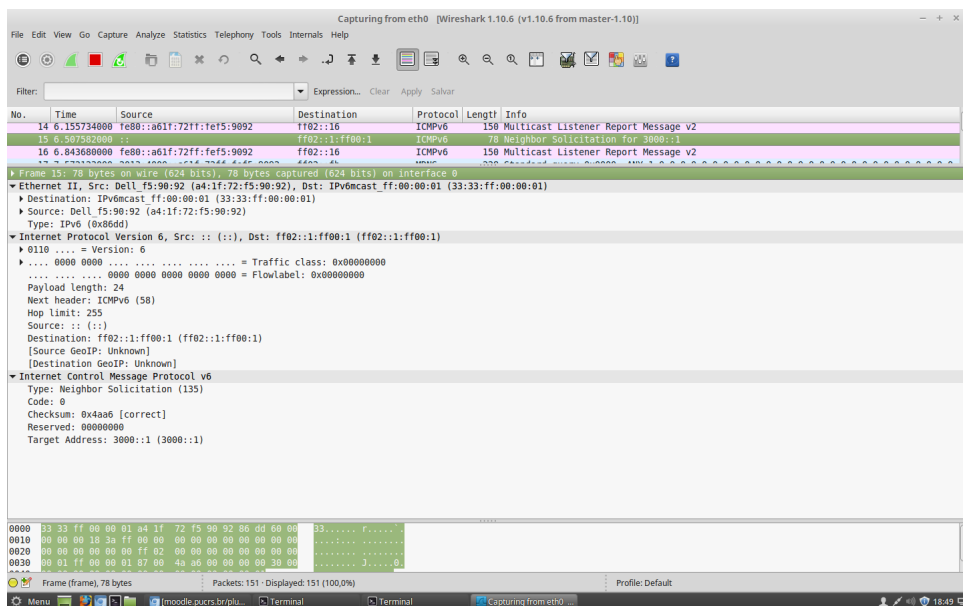 Capturing from eth0   [Wireshark 1.10.6  (v1.10.6 from master-1.10)]
File Edit View Go Capture Analyze Statistics Telephony Tools Internals Help
Filter: Expression... Clear Apply Salvar
No. Time Source Destination Protocol Length Info
14 6.155734000 fe80::a61f:72ff:fef5:9092 ff02::16 ICMPv6 150 Multicast Listener Report Message v2
15 6.507582000 :: ff02::1:ff00:1 ICMPv6 78 Neighbor Solicitation for 3000::1
16 6.843680000 fe80::a61f:72ff:fef5:9092 ff02::16 ICMPv6 150 Multicast Listener Report Message v2
Frame 15: 78 bytes on wire (624 bits), 78 bytes captured (624 bits) on interface 0
Ethernet II, Src: Dell_f5:90:92 (a4:1f:72:f5:90:92), Dst: IPv6mcast_ff:00:00:01 (33:33:ff:00:00:01)
Destination: IPv6mcast_ff:00:00:01 (33:33:ff:00:00:01)
Source: Dell_f5:90:92 (a4:1f:72:f5:90:92)
Type: IPv6 (0x86dd)
Internet Protocol Version 6, Src: :: (::), Dst: ff02::1:ff00:1 (ff02::1:ff00:1)
0110 .... = Version: 6
.... 0000 0000 .... .... .... .... .... = Traffic class: 0x00000000
.... .... .... 0000 0000 0000 0000 0000 = Flowlabel: 0x00000000
Payload length: 24
Next header: ICMPv6 (58)
Hop limit: 255
Source: :: (::)
Destination: ff02::1:ff00:1 (ff02::1:ff00:1)
[Source GeoIP: Unknown]
[Destination GeoIP: Unknown]
Internet Control Message Protocol v6
Type: Neighbor Solicitation (135)
Code: 0
Checksum: 0x4aa6 [correct]
Reserved: 00000000
Target Address: 3000::1 (3000::1)
0000 33 33 ff 00 00 01 a4 1f 72 f5 90 92 86 dd 60 00 33...... r.....`.
0010 00 00 00 18 3a ff 00 00 00 00 00 00 00 00 00 00 ....:... ........
0020 00 00 00 00 00 00 ff 02 00 00 00 00 00 00 00 00 ........ ........
0030 00 01 ff 00 00 01 87 00 4a a6 00 00 00 00 30 00 ........ J.....0.
Frame (frame), 78 bytes Packets: 151 · Displayed: 151 (100,0%) Profile: Default
Menu [moodle.pucrs.br/plu... Terminal Terminal Capturing from eth0 ... 18:49